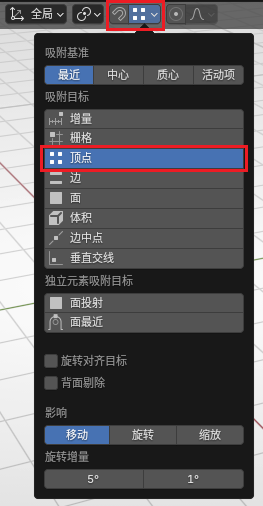 全局
吸附基准
最近 中心 质心 活动项
吸附目标
增量
栅格
顶点
边
面
体积
边中点
垂直交线
独立元素吸附目标
面投射
面最近
旋转对齐目标
背面剔除
影响
移动 旋转 缩放
旋转增量
5° 1°